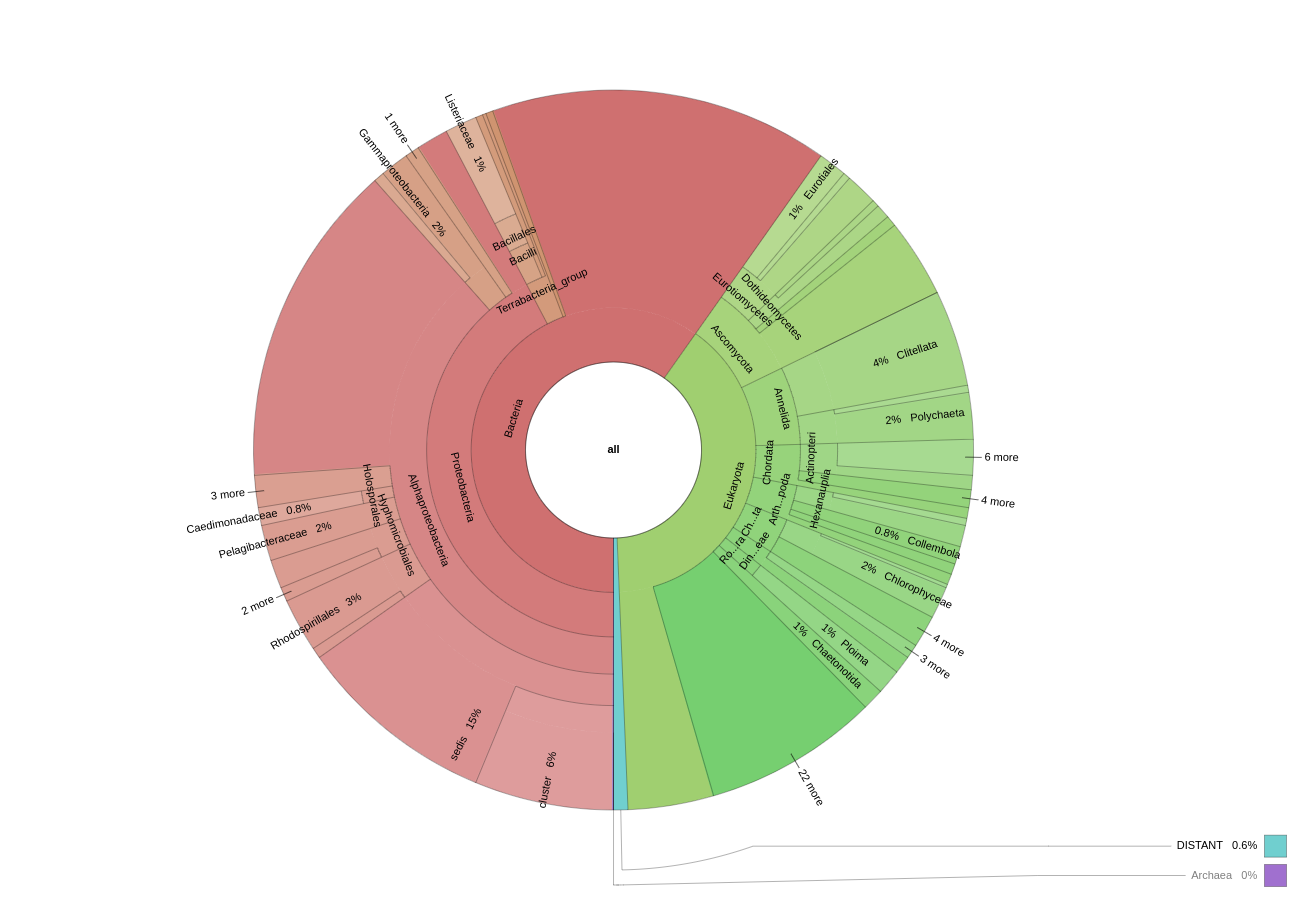 Listeriaceae 1%
1 more
Gammaproteobacteria 2%
Bacillales
Bacilli
Terrabacteria_group
1% Eurotiales
Dothideomycetes
Eurotiomycetes
Ascomycota
4% Clitellata
Annelida
2% Polychaeta
Bacteria
all
Chordata
Actinopteri
6 more
Eukaryota
Proteobacteria
Alphaproteobacteria
Holosporales
3 more
Caedimonadaceae 0.8%
Pelagibacteraceae 2%
Hyphomicrobiales
2 more
Rhodospirillales 3%
Arth...poda
Hexanauplia
4 more
Ch...ta
Ro...ra
Din...eae
0.8% Collembola
2% Chlorophyceae
4 more
3 more
1% Ploima
1% Chaetonotida
sedis 15%
cluster 6%
22 more
DISTANT 0.6%
Archaea 0%